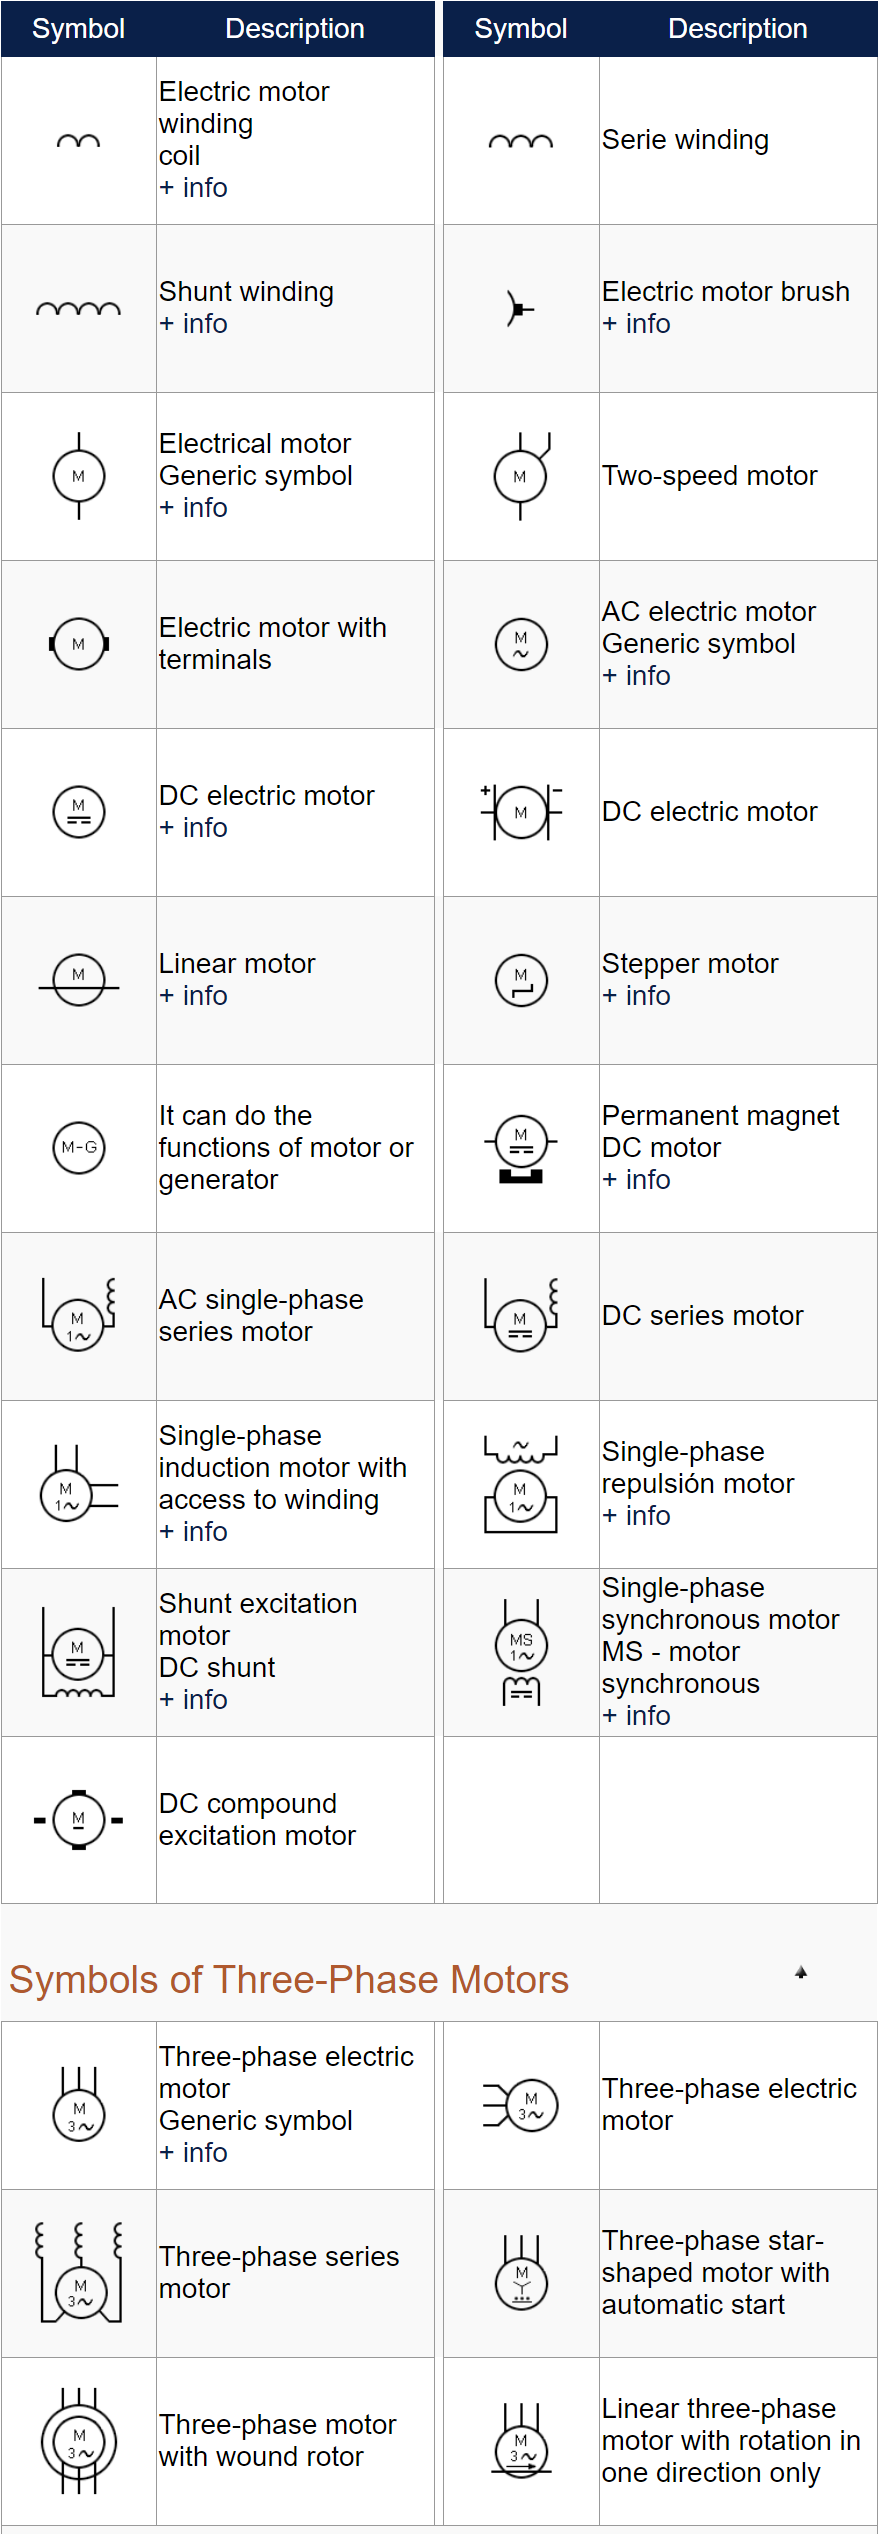 Symbol Description Symbol Description
Electric motor
winding
coil
+ info
Serie winding
Shunt winding
+ info
Electric motor brush
+ info
M
Electrical motor
Generic symbol
+ info
M
Two-speed motor
M
Electric motor with
terminals
M
~
AC electric motor
Generic symbol
+ info
M
DC electric motor
+ info
+ -
M
DC electric motor
M
Linear motor
+ info
M
Stepper motor
+ info
M-G
It can do the
functions of motor or
generator
M
Permanent magnet
DC motor
+ info
M
1~
AC single-phase
series motor
M
DC series motor
M
1~
Single-phase
induction motor with
access to winding
+ info
~
M
1~
Single-phase
repulsión motor
+ info
M
Shunt excitation
motor
DC shunt
+ info
MS
1~
Single-phase
synchronous motor
MS - motor
synchronous
+ info
M
DC compound
excitation motor
Symbols of Three-Phase Motors
M
3~
Three-phase electric
motor
Generic symbol
+ info
M
3~
Three-phase electric
motor
M
3~
Three-phase series
motor
M
Three-phase star-
shaped motor with
automatic start
M
3~
Three-phase motor
with wound rotor
M
3~
Linear three-phase
motor with rotation in
one direction only